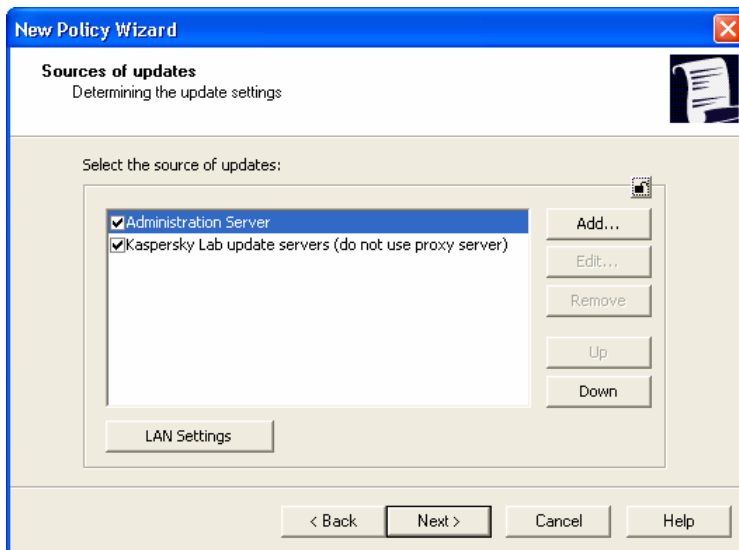 New Policy Wizard
Sources of updates
Determining the update settings
Select the source of updates:
Administration Server
Kaspersky Lab update servers (do not use proxy server)
Add...
Edit...
Remove
Up
Down
LAN Settings
< Back
Next >
Cancel
Help